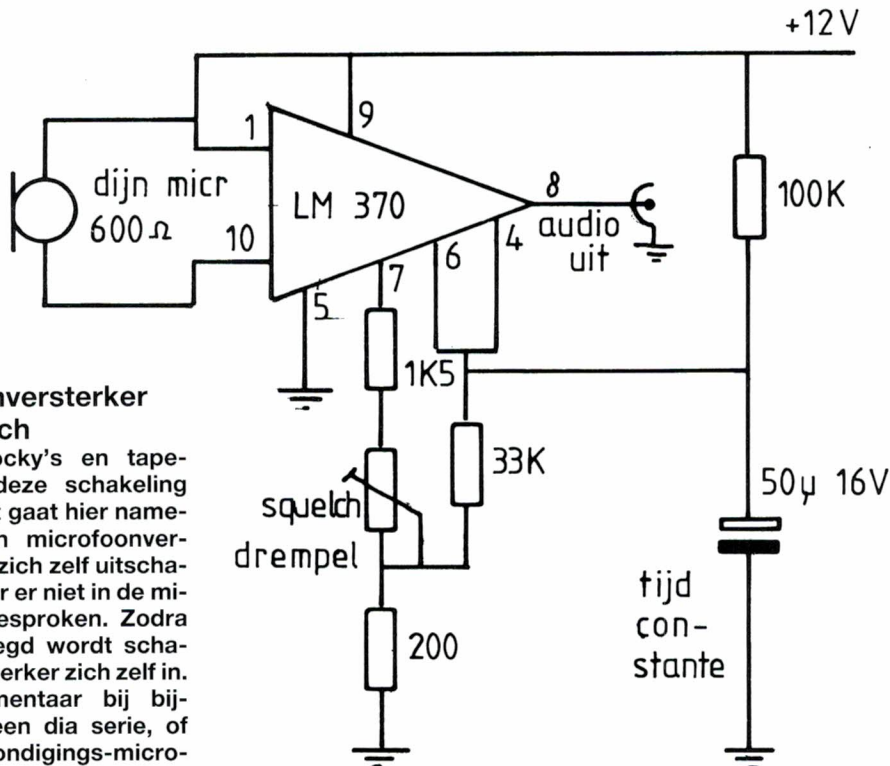 +12V
1
9
dijn micr
600Ω
LM 370
8
100K
10
audio
uit
4
6
7
5
1K5
nversterker
ch
ocky's en tape-
deze schakeling
t gaat hier name-
n microfoonver-
zich zelf uitscha-
r er niet in de mi-
esproken. Zodra
egd wordt scha-
erker zich zelf in.
mentaar bij bij-
een dia serie, of
ondigings-micro-
33K
50µ 16V
squelch
drempel
tijd
con-
stante
200